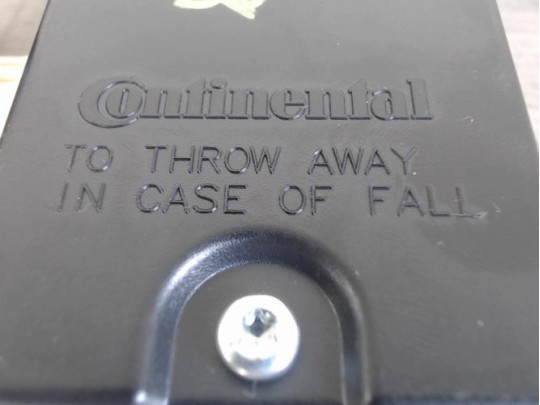 Continental
TO THROW AWAY
IN CASE OF FALL